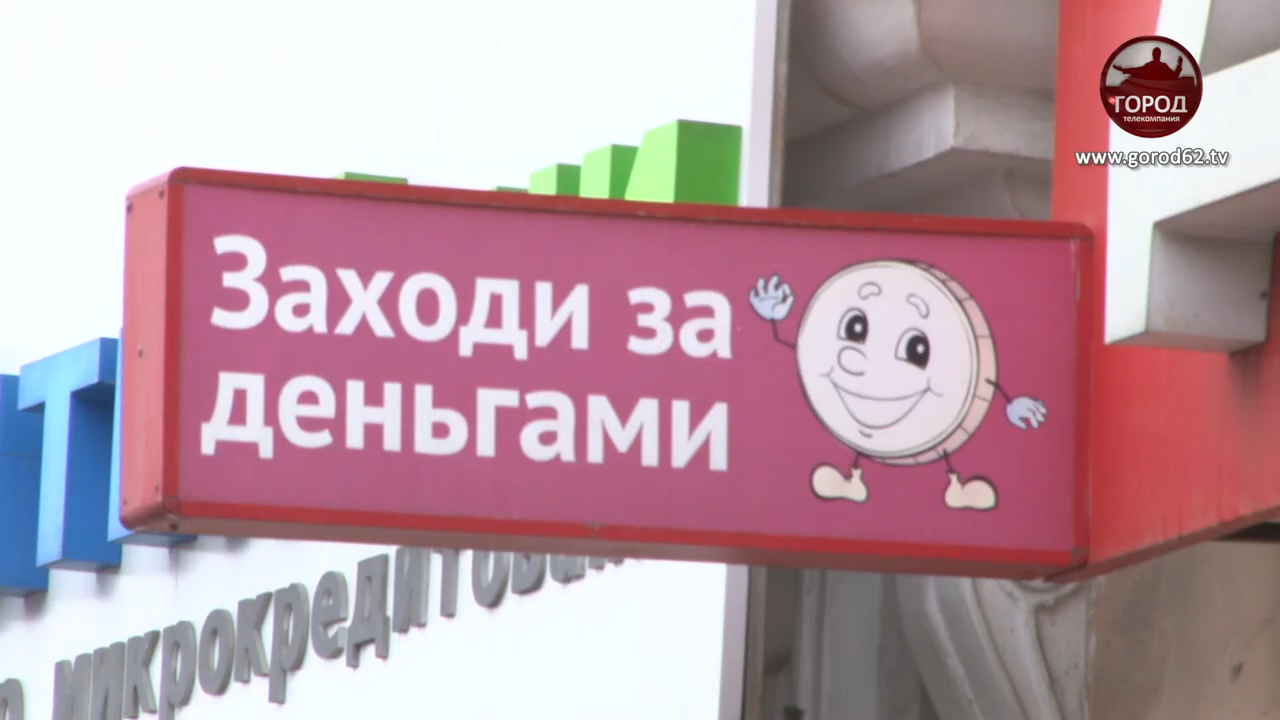 ГОРОД
телекомпания
www.gorod62.tv
Заходи за
деньгами